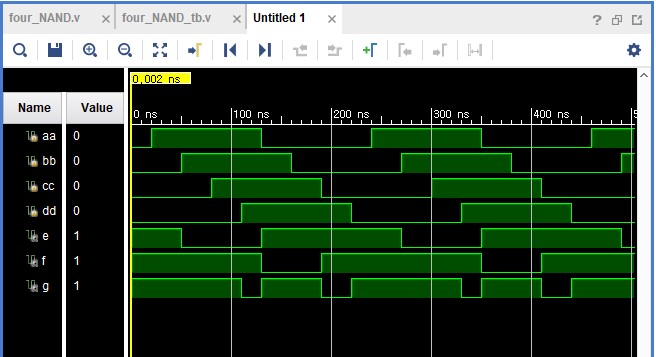 four_NAND.v × four_NAND_tb.v × Untitled 1 × ?
0,002 ns
Name Value 0 ns 100 ns 200 ns 300 ns 400 ns 5
aa 0
bb 0
cc 0
dd 0
e 1
f 1
g 1